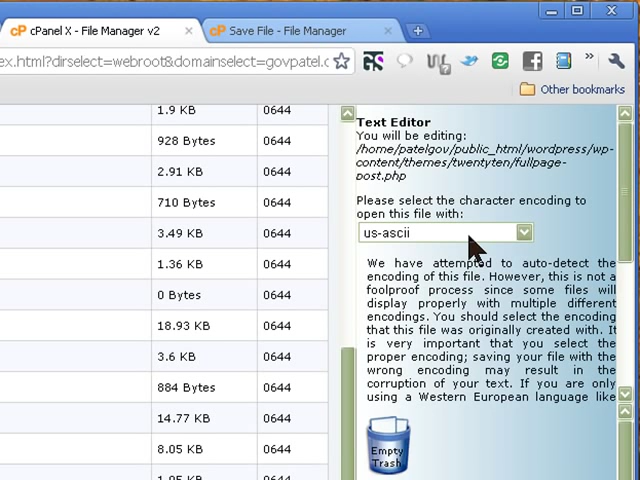 cP cPanel X - File Manager v2
cP Save File - File Manager
ex.html?dirselect=webroot&domainselect=govpatel.c
Other bookmarks
1.9 KB 0644
928 Bytes 0644
2.91 KB 0644
710 Bytes 0644
3.49 KB 0644
1.36 KB 0644
0 Bytes 0644
18.93 KB 0644
3.6 KB 0644
884 Bytes 0644
14.77 KB 0644
8.05 KB 0644
1.05 KB 0644
Text Editor
You will be editing:
/home/patelgov/public_html/wordpress/wp-
content/themes/twentyten/fullpage-
post.php
Please select the character encoding to
open this file with:
us-ascii
We have attempted to auto-detect the
encoding of this file. However, this is not a
foolproof process since some files will
display properly with multiple different
encodings. You should select the encoding
that this file was originally created with. It
is very important that you select the
proper encoding; saving your file with the
wrong encoding may result in the
corruption of your text. If you are only
using a Western European language like
Empty
Trash